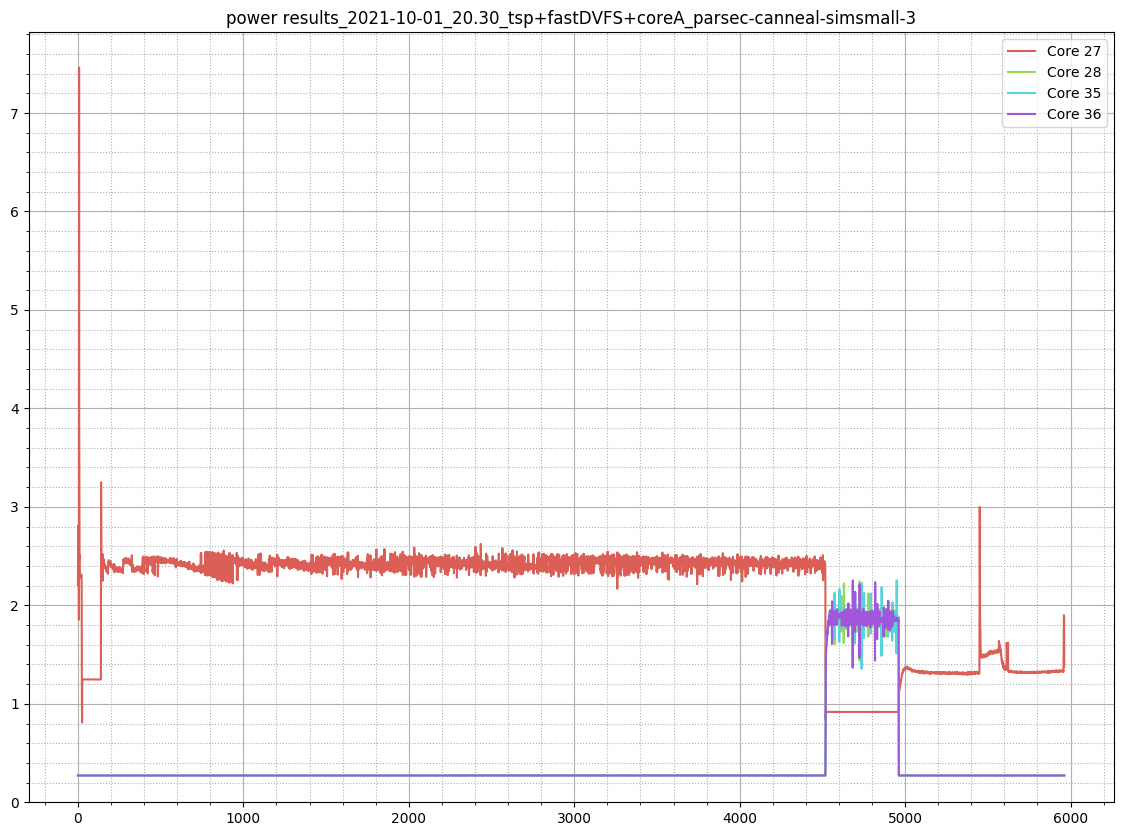 power results_2021-10-01_20.30_tsp+fastDVFS+coreA_parsec-canneal-simsmall-3
Core 27
Core 28
Core 35
Core 36
7
6
5
4
3
2
1
0
0 1000 2000 3000 4000 5000 6000